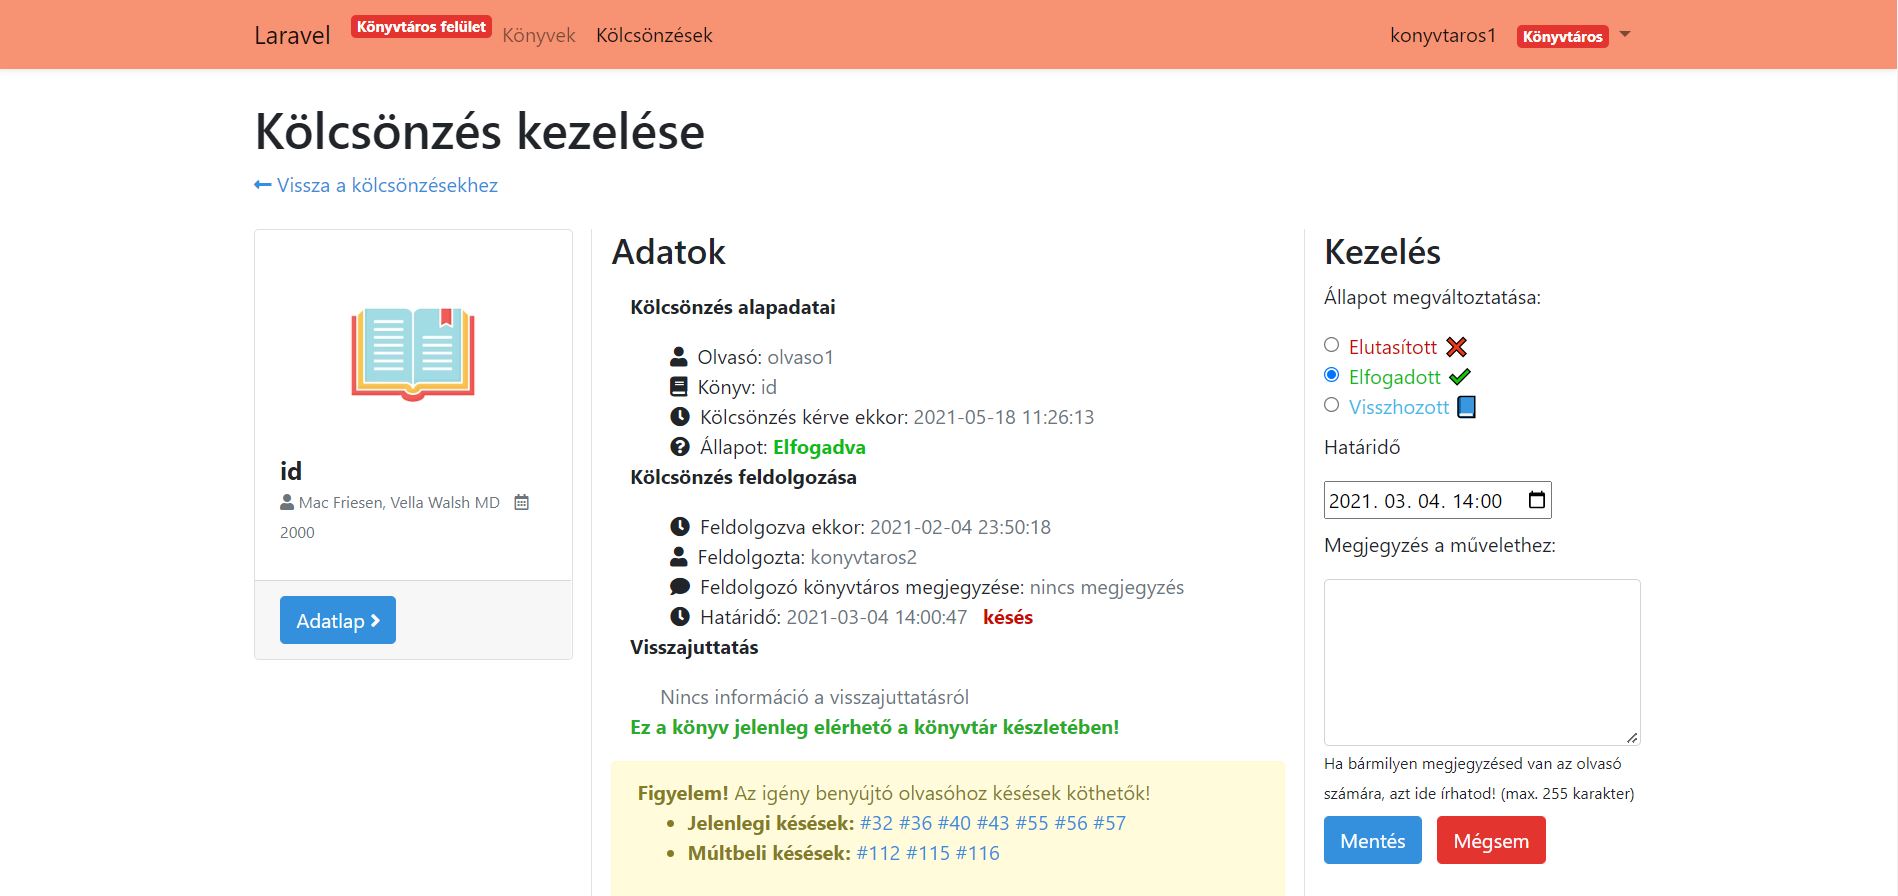 Laravel Könyvtáros felület Könyvek Kölcsönzések konyvtaros1 Könyvtáros
Kölcsönzés kezelése
Vissza a kölcsönzésekhez
id
Mac Friesen, Vella Walsh MD
2000
Adatlap
Adatok
Kölcsönzés alapadatai
Olvasó: olvaso1
Könyv: id
Kölcsönzés kérve ekkor: 2021-05-18 11:26:13
Állapot: Elfogadva
Kölcsönzés feldolgozása
Feldolgozva ekkor: 2021-02-04 23:50:18
Feldolgozta: konyvtaros2
Feldolgozó könyvtáros megjegyzése: nincs megjegyzés
Határidő: 2021-03-04 14:00:47 késés
Visszajuttatás
Nincs információ a visszajuttatásról
Ez a könyv jelenleg elérhető a könyvtár készletében!
Figyelem! Az igény benyújtó olvasóhoz késések köthetők!
Jelenlegi késések: #32 #36 #40 #43 #55 #56 #57
Múltbeli késések: #112 #115 #116
Kezelés
Állapot megváltoztatása:
Elutasított
Elfogadott
Visszhozott
Határidő
2021. 03. 04. 14:00
Megjegyzés a művelethez:
Ha bármilyen megjegyzésed van az olvasó
számára, azt ide írhatod! (max. 255 karakter)
Mentés Mégsem